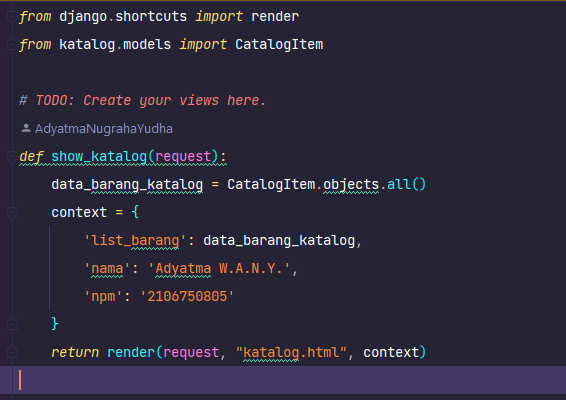 from django.shortcuts import render
from katalog.models import CatalogItem
# TODO: Create your views here.
AdyatmaNugrahaYudha
def show_katalog(request):
data_barang_katalog = CatalogItem.objects.all()
context = {
'list_barang': data_barang_katalog,
'nama': 'Adyatma W.A.N.Y.',
'npm': '2106750805'
}
return render(request, "katalog.html", context)